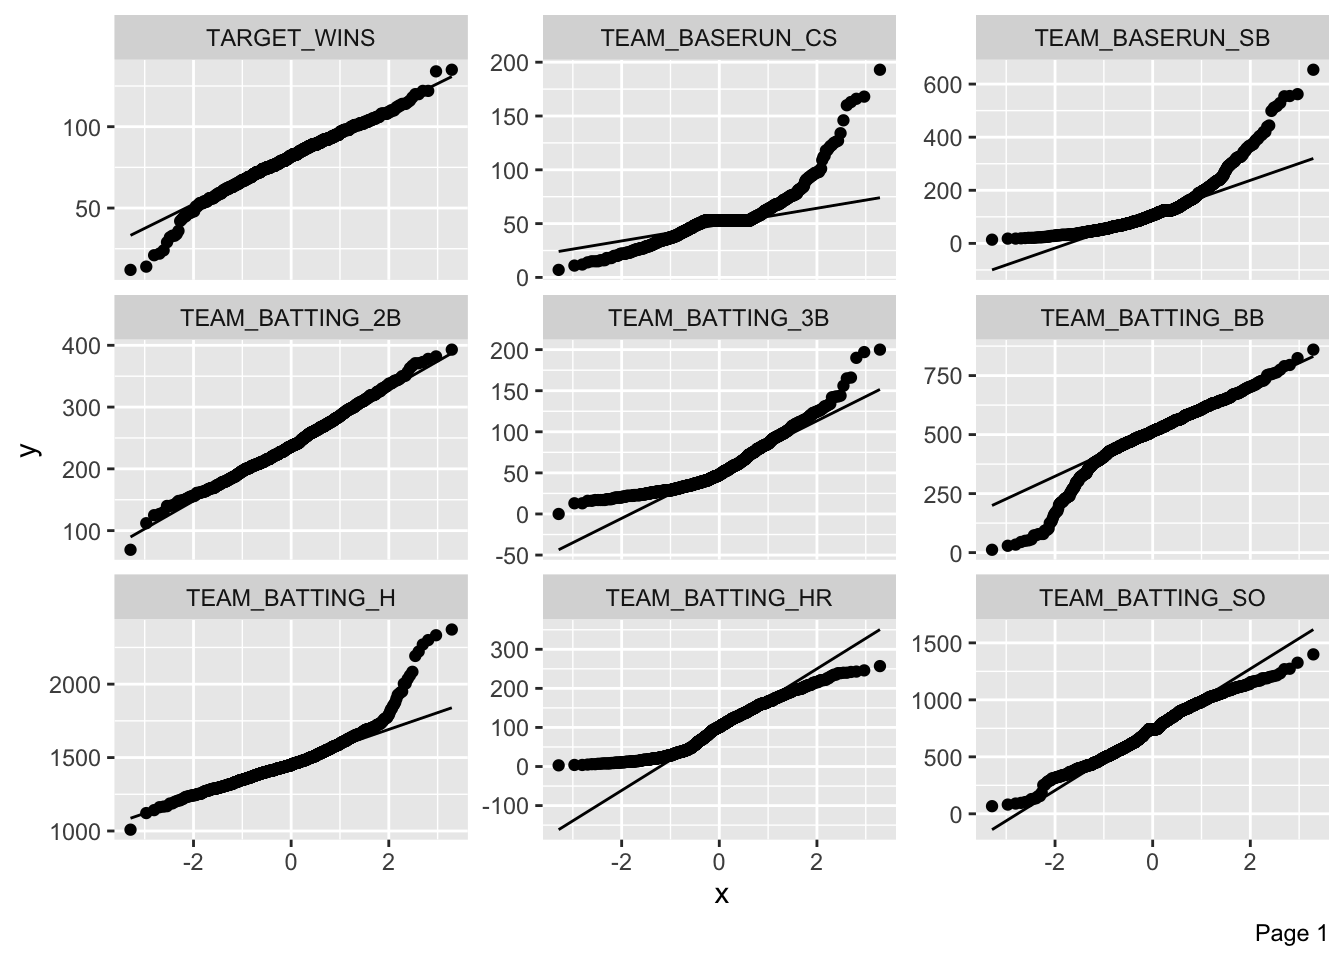 TARGET_WINS
TEAM_BASERUN_CS
TEAM_BASERUN_SB
100
50
200
150
100
50
0
600
400
200
0
TEAM_BATTING_2B
TEAM_BATTING_3B
TEAM_BATTING_BB
400
300
200
100
200
150
100
50
0
-50
750
500
250
0
y
TEAM_BATTING_H
TEAM_BATTING_HR
TEAM_BATTING_SO
2000
1500
1000
300
200
100
0
-100
1500
1000
500
0
-2 0 2
-2 0 2
-2 0 2
x
Page 1